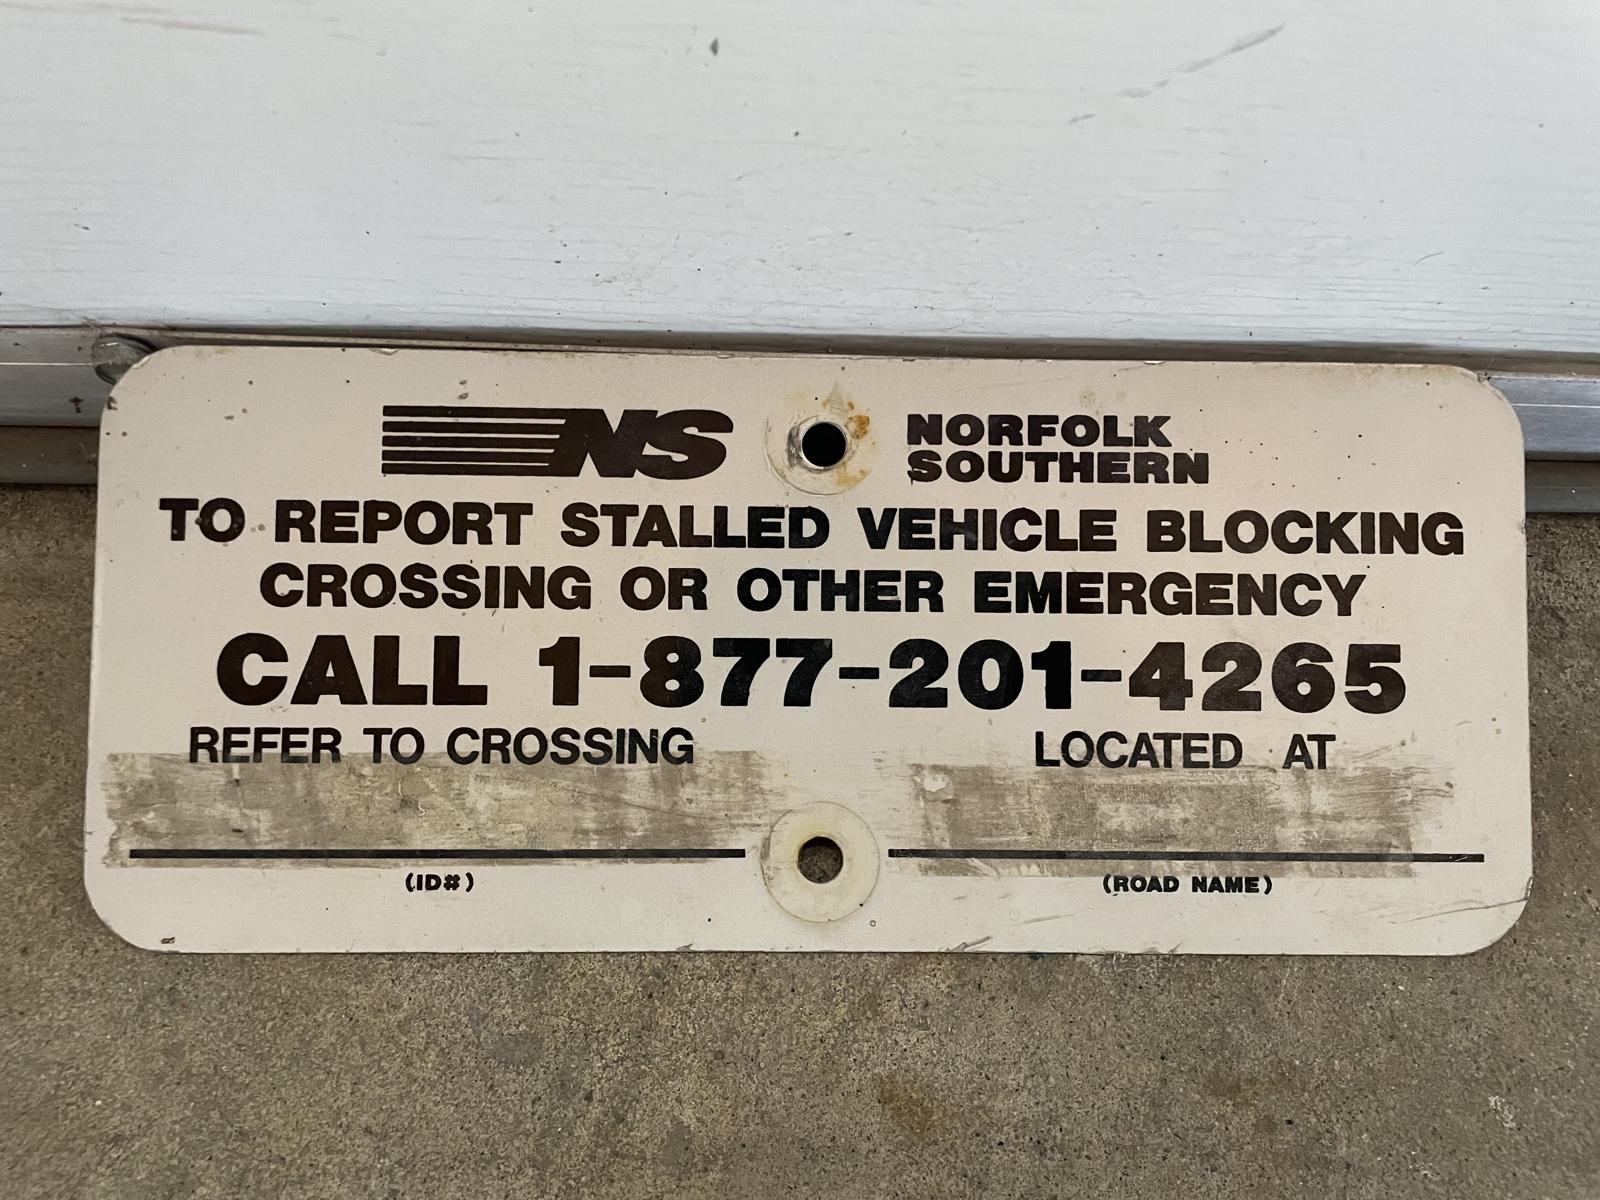 NS NORFOLK
SOUTHERN
TO REPORT STALLED VEHICLE BLOCKING
CROSSING OR OTHER EMERGENCY
CALL 1-877-201-4265
REFER TO CROSSING LOCATED AT
(ID#) (ROAD NAME)